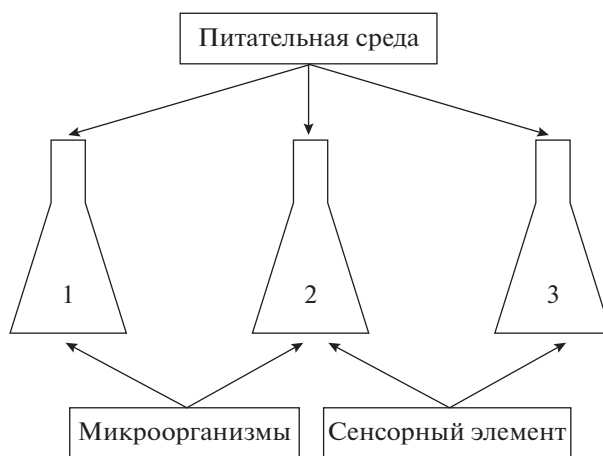 Питательная среда
1
2
3
Микроорганизмы
Сенсорный элемент